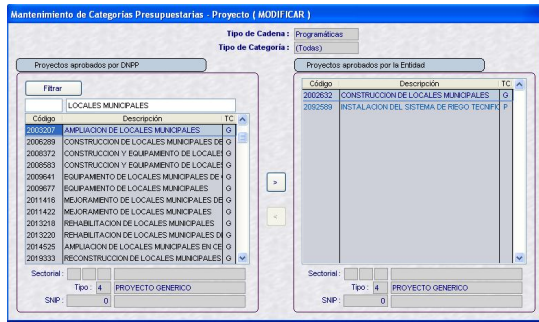 Mantenimiento de Categorías Presupuestarias - Proyecto ( MODIFICAR )
Tipo de Cadena : Programáticas
Tipo de Categoría : (Todas)
Proyectos aprobados por DNPP
Filtrar
LOCALES MUNICIPALES
Código Descripción TC
2003207 AMPLIACION DE LOCALES MUNICIPALES G
2006289 CONSTRUCCION DE LOCALES MUNICIPALES DE G
2008372 CONSTRUCCION Y EQUIPAMIENTO DE LOCALES G
2008583 CONSTRUCCION Y EQUIPAMIENTO DE LOCALES G
2009641 EQUIPAMIENTO DE LOCALES MUNICIPALES DE G
2009677 EQUIPAMIENTO DE LOCALES MUNICIPALES G
2011416 MEJORAMIENTO DE LOCALES MUNICIPALES DE G
2011422 MEJORAMIENTO DE LOCALES MUNICIPALES G
2013218 REHABILITACION DE LOCALES MUNICIPALES G
2013220 REHABILITACION DE LOCALES MUNICIPALES G
2014525 AMPLIACION DE LOCALES MUNICIPALES EN CE G
2019333 RECONSTRUCCION DE LOCALES MUNICIPALES G
Sectorial :
Tipo : 4 PROYECTO GENERICO
SNIP : 0
>
<
Proyectos aprobados por la Entidad
Código Descripción TC
2002632 CONSTRUCCION DE LOCALES MUNICIPALES G
2092589 INSTALACION DEL SISTEMA DE RIEGO TECNIFIC P
Sectorial :
Tipo : 4 PROYECTO GENERICO
SNIP : 0